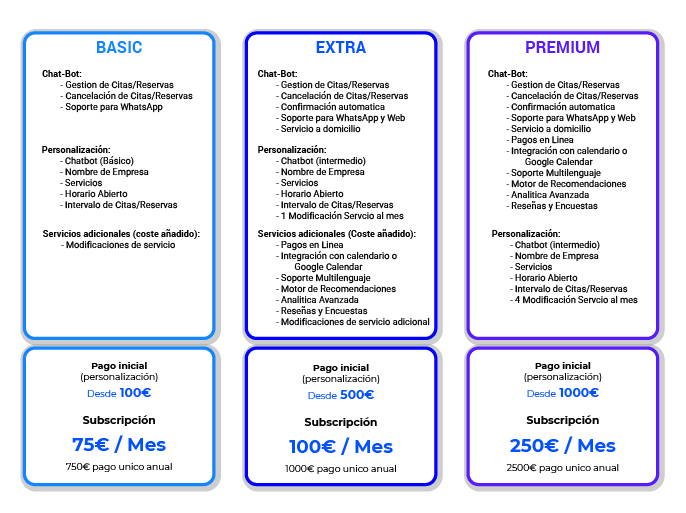 BASIC
Chat-Bot:
- Gestion de Citas/Reservas
- Cancelación de Citas/Reservas
- Soporte para WhatsApp
Personalización:
- Chatbot (Básico)
- Nombre de Empresa
- Servicios
- Horario Abierto
- Intervalo de Citas/Reservas
Servicios adicionales (coste añadido):
- Modificaciones de servicio
Pago inicial
(personalización)
Desde 100€
Subscripción
75€ / Mes
750€ pago unico anual
EXTRA
Chat-Bot:
- Gestion de Citas/Reservas
- Cancelación de Citas/Reservas
- Confirmación automatica
- Soporte para WhatsApp y Web
- Servicio a domicilio
Personalización:
- Chatbot (intermedio)
- Nombre de Empresa
- Servicios
- Horario Abierto
- Intervalo de Citas/Reservas
- 1 Modificación Servcio al mes
Servicios adicionales (Coste añadido):
- Pagos en Linea
- Integración con calendario o
Google Calendar
- Soporte Multilenguaje
- Motor de Recomendaciones
- Analitica Avanzada
- Reseñas y Encuestas
- Modificaciones de servicio adicional
Pago inicial
(personalización)
Desde 500€
Subscripción
100€ / Mes
1000€ pago unico anual
PREMIUM
Chat-Bot:
- Gestion de Citas/Reservas
- Cancelación de Citas/Reservas
- Confirmación automatica
- Soporte para WhatsApp y Web
- Servicio a domicilio
- Pagos en Linea
- Integración con calendario o
Google Calendar
- Soporte Multilenguaje
- Motor de Recomendaciones
- Analitica Avanzada
- Reseñas y Encuestas
Personalización:
- Chatbot (intermedio)
- Nombre de Empresa
- Servicios
- Horario Abierto
- Intervalo de Citas/Reservas
- 4 Modificación Servcio al mes
Pago inicial
(personalización)
Desde 1000€
Subscripción
250€ / Mes
2500€ pago unico anual